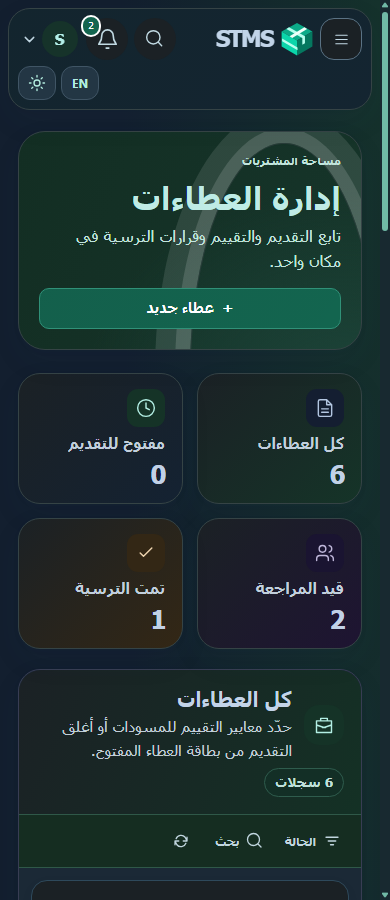 STMS
2
S
EN
مساحة المشتريات
إدارة العطاءات
تابع التقديم والتقييم وقرارات الترسية في
مكان واحد.
+ عطاء جديد
كل العطاءات
6
مفتوح للتقديم
0
قيد المراجعة
2
تمت الترسية
1
كل العطاءات
حدّد معايير التقييم للمسودات أو أغلق
التقديم من بطاقة العطاء المفتوح.
6 سجلات
الحالة
بحث